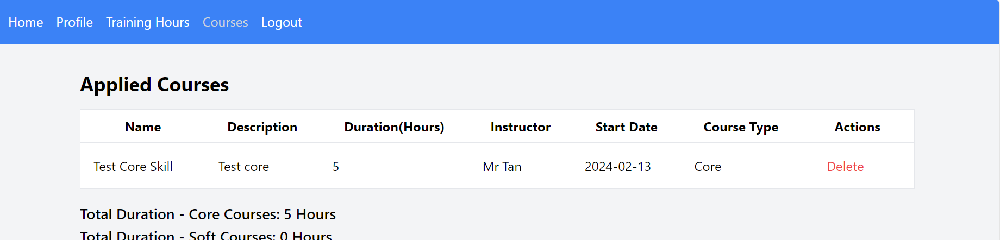 Home Profile Training Hours Courses Logout
Applied Courses
Name Description Duration(Hours) Instructor Start Date Course Type Actions
Test Core Skill Test core 5 Mr Tan 2024-02-13 Core Delete
Total Duration - Core Courses: 5 Hours
Total Duration - Soft Courses: 0 Hours